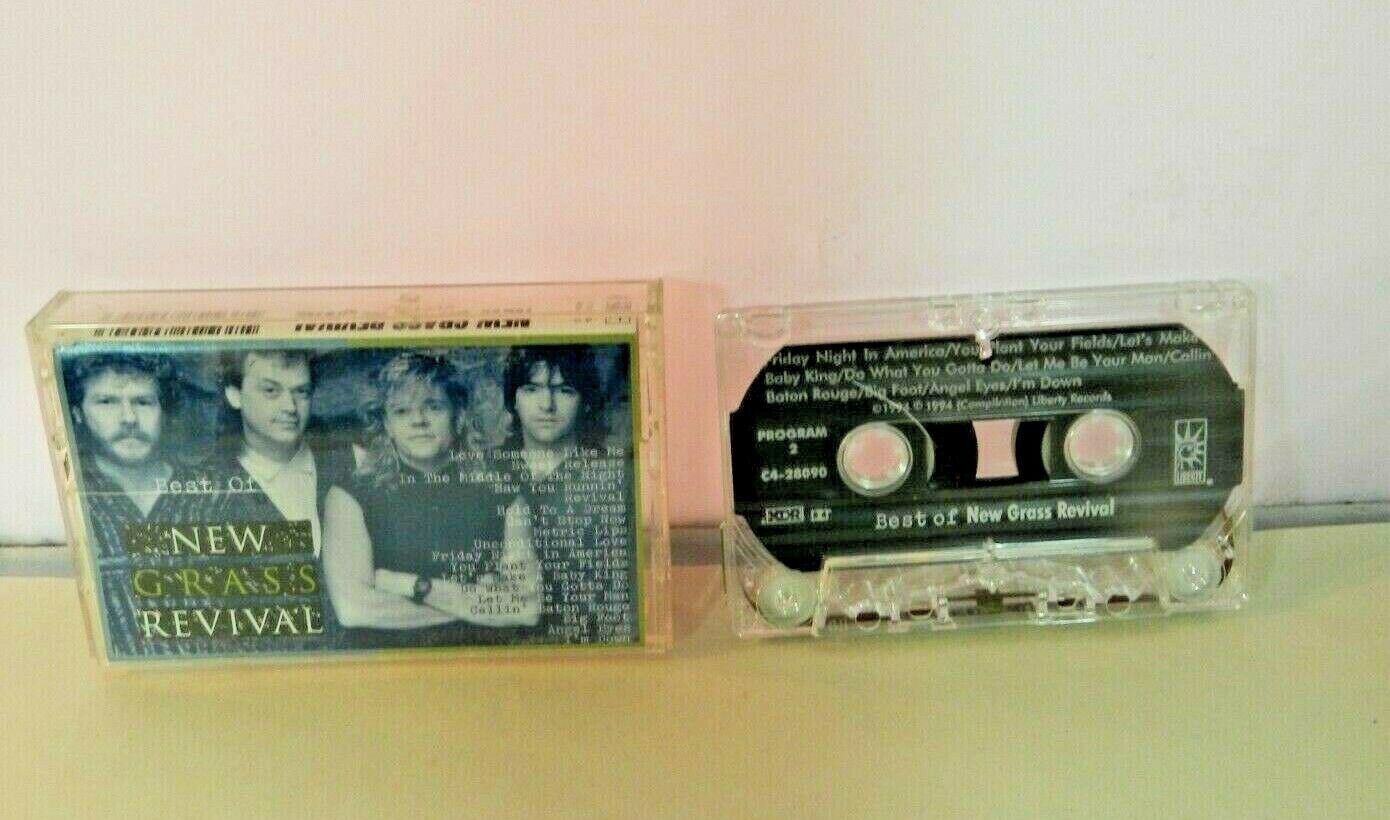 NEW GRASS REVIVAL
Best Of
NEW
GRASS
REVIVAL
Love Someone Like Me
Release
In The Middle Of The Night
Saw You Runnin'
Revival
Hold To A Dream
Can't Stop Now
Metric Lips
Unconditional Love
Friday Night In America
You Plant Your Fields
Let's Make A Baby King
Do What You Gotta Do
Let Me Be Your Man
Callin' Baton Rouge
Big Foot
Angel Eyes
I'm Down
Friday Night In America/You Plant Your Fields/Let's Make
Baby King/Do What You Gotta Do/Let Me Be Your Man/Callin
Baton Rouge/Big Foot/Angel Eyes/I'm Down
©1994 ℗ 1994 (Compilation) Liberty Records
PROGRAM
2
C4-28090
XDR
LIBERTY
Best of New Grass Revival